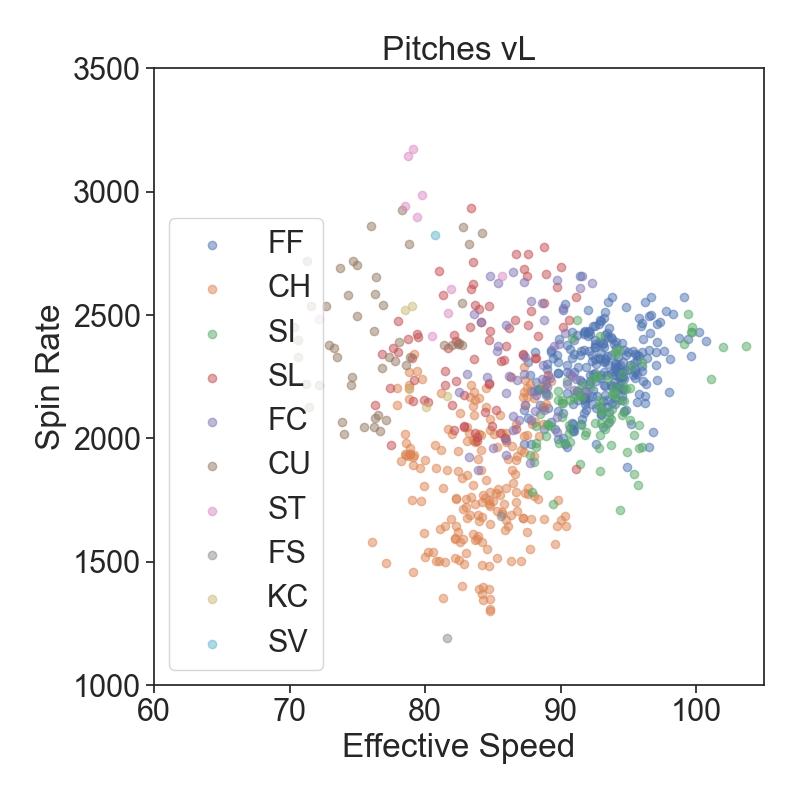 Pitches vL
3500
3000
2500
2000
1500
1000
Spin Rate
FF
CH
SI
SL
FC
CU
ST
FS
KC
SV
60
70
80
90
100
Effective Speed